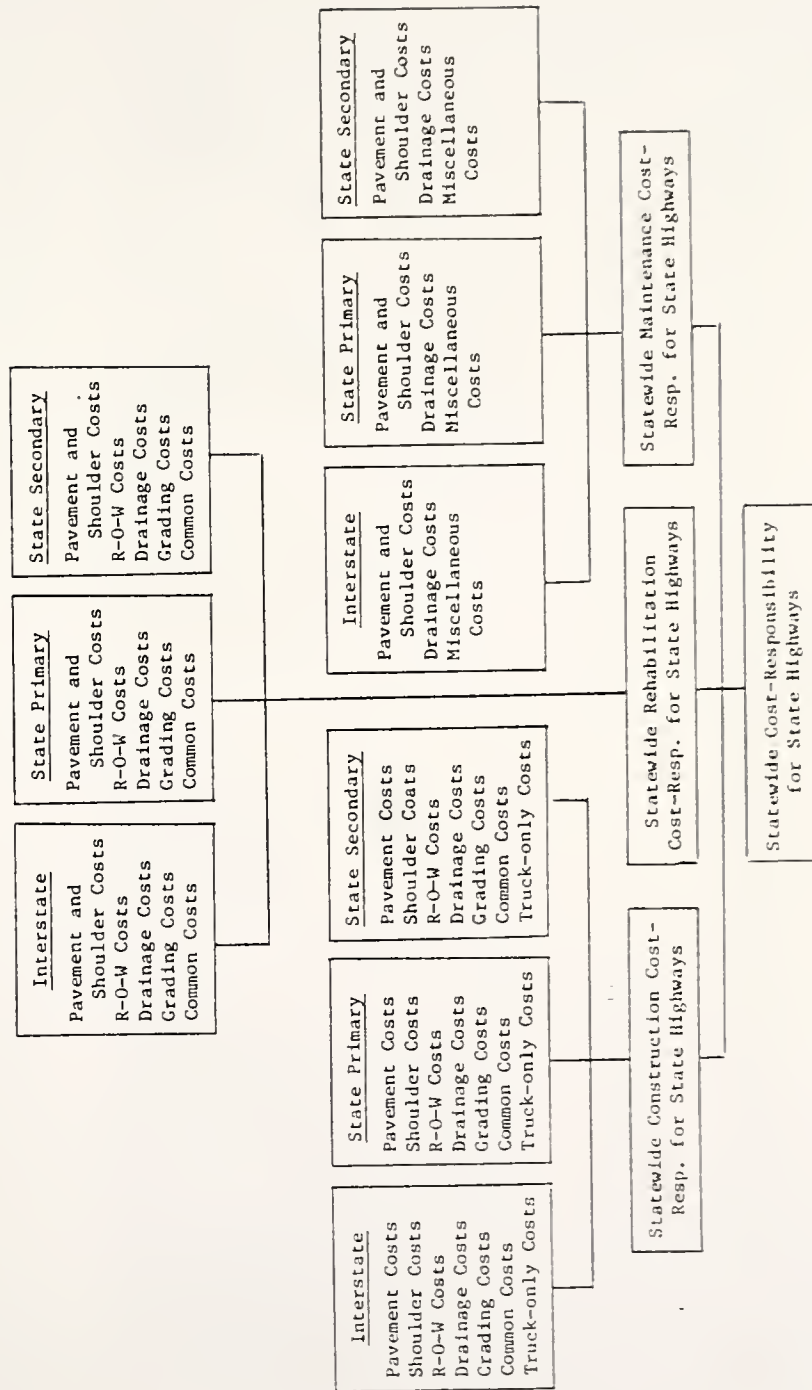 Interstate
Pavement and
Shoulder Costs
R-O-W Costs
Drainage Costs
Grading Costs
Common Costs
State Primary
Pavement and
Shoulder Costs
R-O-W Costs
Drainage Costs
Grading Costs
Common Costs
State Secondary
Pavement and
Shoulder Costs
R-O-W Costs
Drainage Costs
Grading Costs
Common Costs
Interstate
Pavement Costs
Shoulder Costs
R-O-W Costs
Drainage Costs
Grading Costs
Common Costs
Truck-only Costs
State Primary
Pavement Costs
Shoulder Costs
R-O-W Costs
Drainage Costs
Grading Costs
Common Costs
Truck-only Costs
State Secondary
Pavement Costs
Shoulder Coats
R-O-W Costs
Drainage Costs
Grading Costs
Common Costs
Truck-only Costs
Interstate
Pavement and
Shoulder Costs
Drainage Costs
Miscellaneous
Costs
State Primary
Pavement and
Shoulder Costs
Drainage Costs
Miscellaneous
Costs
State Secondary
Pavement and
Shoulder Costs
Drainage Costs
Miscellaneous
Costs
Statewide Construction Cost-
Resp. for State Highways
Statewide Rehabilitation
Cost-Resp. for State Highways
Statewide Maintenance Cost-
Resp. for State Highways
Statewide Cost-Responsibility
for State Highways